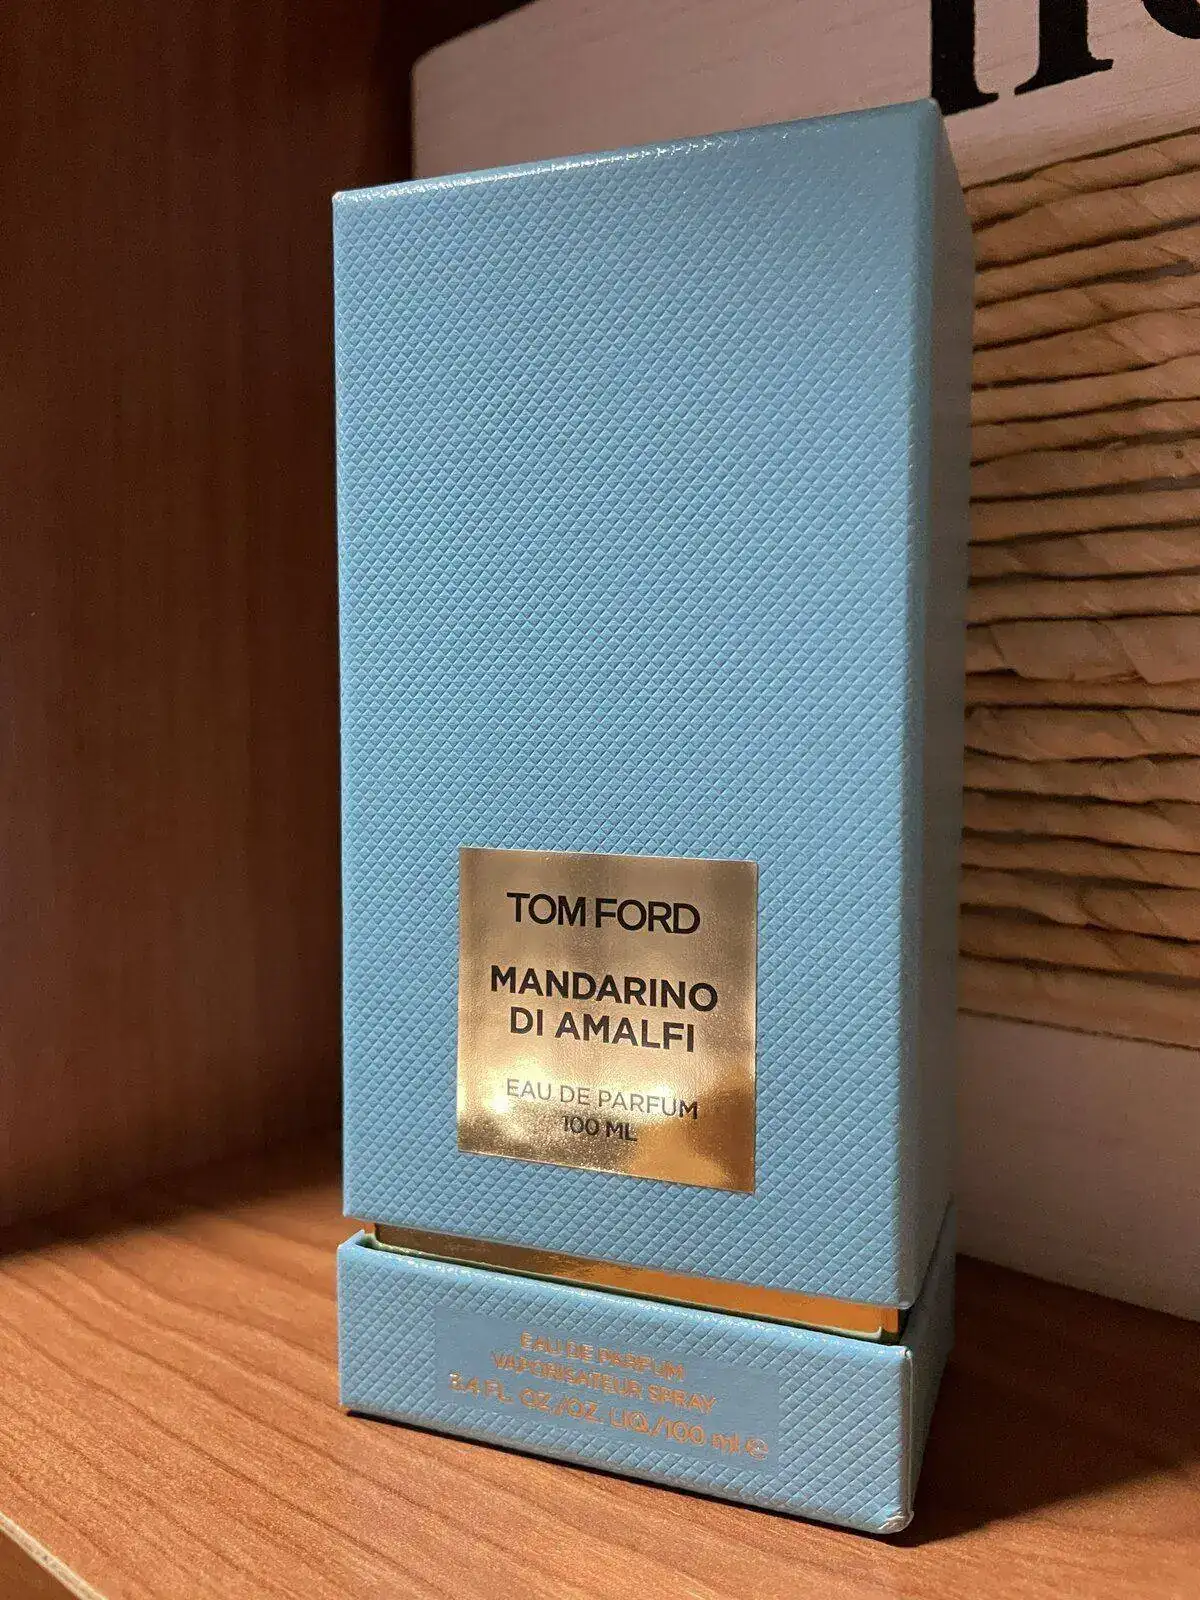 TOM FORD
MANDARINO
DI AMALFI
EAU DE PARFUM
100 ML
EAU DE PARFUM
VAPORISATEUR SPRAY
3.4 FL. OZ./OZ. LIQ./100 ml ℮